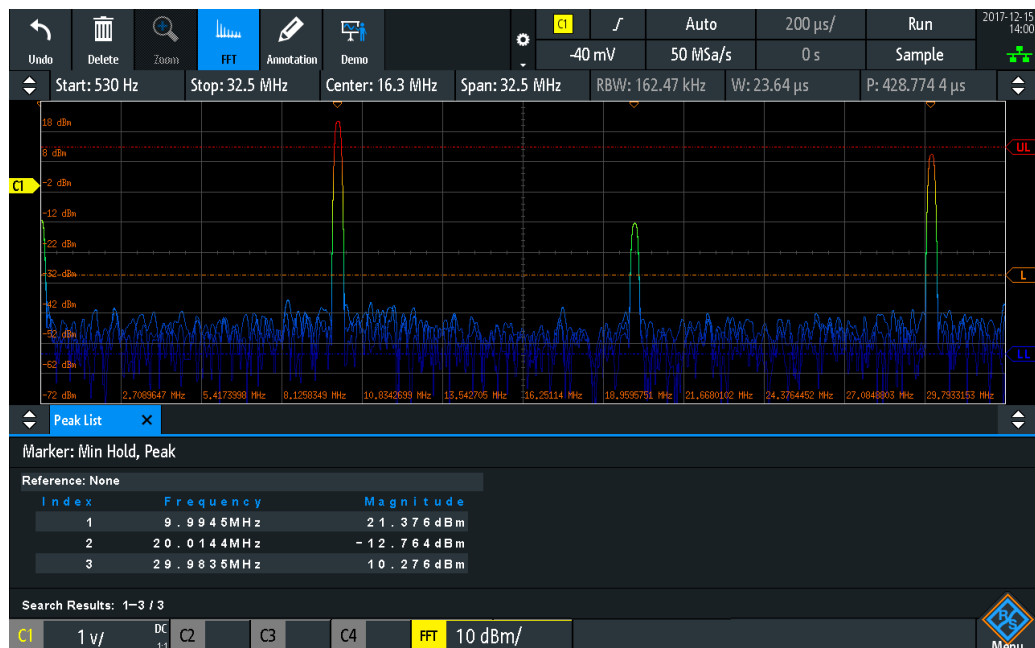 Undo Delete Zoom FFT Annotation Demo
C1 Auto 200 µs/ Run 2017-12-15
-40 mV 50 MSa/s 0 s Sample 14:00
Start: 530 Hz Stop: 32.5 MHz Center: 16.3 MHz Span: 32.5 MHz RBW: 162.47 kHz W: 23.64 µs P: 428.774 4 µs
18 dBm
8 dBm
UL
C1
-2 dBm
-12 dBm
-22 dBm
-32 dBm
L
-42 dBm
-52 dBm
LL
-62 dBm
-72 dBm 2.7089647 MHz 5.4173998 MHz 8.1258349 MHz 10.8342699 MHz 13.542705 MHz 16.25114 MHz 18.9595751 MHz 21.6680102 MHz 24.3764452 MHz 27.0848803 MHz 29.7933153 MHz
Peak List
Marker: Min Hold, Peak
Reference: None
Index Frequency Magnitude
1 9.9945MHz 21.376dBm
2 20.0144MHz -12.764dBm
3 29.9835MHz 10.276dBm
Search Results: 1-3 / 3
C1 1 V/ DC 1:1 C2 C3 C4 FFT 10 dBm/ R&S Menu